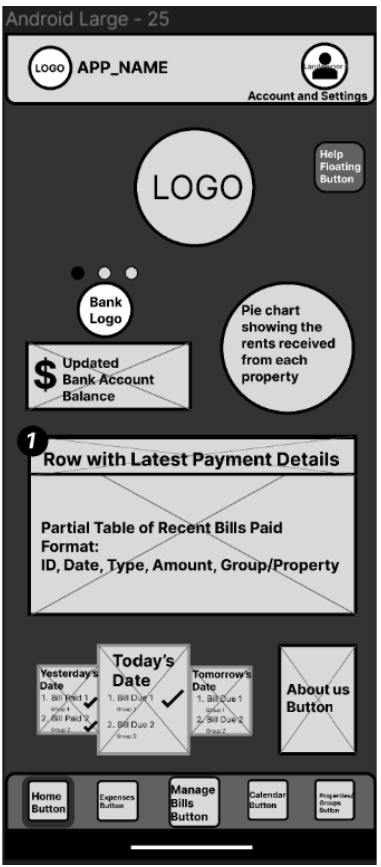 Android Large - 25
LOGO
APP_NAME
Account and Settings
LOGO
Help
Floating
Button
Bank
Logo
$
Updated
Bank Account
Balance
Pie chart
showing the
rents received
from each
property
1
Row with Latest Payment Details
Partial Table of Recent Bills Paid
Format:
ID, Date, Type, Amount, Group/Property
Yesterday's
Date
1. Bill Paid 1
Group 1
2. Bill Paid 2
Group 2
Today's
Date
1. Bill Due 1
Group 1
2. Bill Due 2
Group 2
Tomorrow's
Date
1. Bill Due 1
Group 1
2. Bill Due 2
Group 2
About us
Button
Home
Button
Expenses
Button
Manage
Bills
Button
Calendar
Button
Properties/
Groups
Button